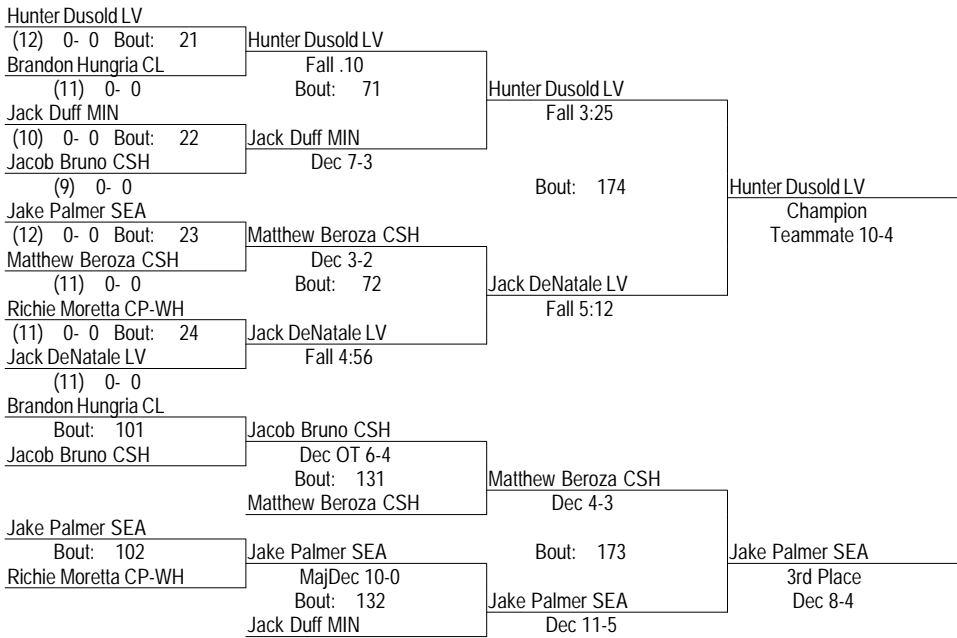 Hunter Dusold LV
(12) 0- 0 Bout: 21 Hunter Dusold LV
Brandon Hungria CL Fall .10
(11) 0- 0 Bout: 71 Hunter Dusold LV
Jack Duff MIN Fall 3:25
(10) 0- 0 Bout: 22 Jack Duff MIN
Jacob Bruno CSH Dec 7-3
(9) 0- 0 Bout: 174 Hunter Dusold LV
Jake Palmer SEA Champion
(12) 0- 0 Bout: 23 Matthew Beroza CSH Teammate 10-4
Matthew Beroza CSH Dec 3-2
(11) 0- 0 Bout: 72 Jack DeNatale LV
Richie Moretta CP-WH Fall 5:12
(11) 0- 0 Bout: 24 Jack DeNatale LV
Jack DeNatale LV Fall 4:56
(11) 0- 0
Brandon Hungria CL
Bout: 101 Jacob Bruno CSH
Jacob Bruno CSH Dec OT 6-4
Bout: 131 Matthew Beroza CSH
Matthew Beroza CSH Dec 4-3
Jake Palmer SEA
Bout: 102 Jake Palmer SEA Bout: 173 Jake Palmer SEA
Richie Moretta CP-WH MajDec 10-0 3rd Place
Bout: 132 Jake Palmer SEA Dec 8-4
Jack Duff MIN Dec 11-5